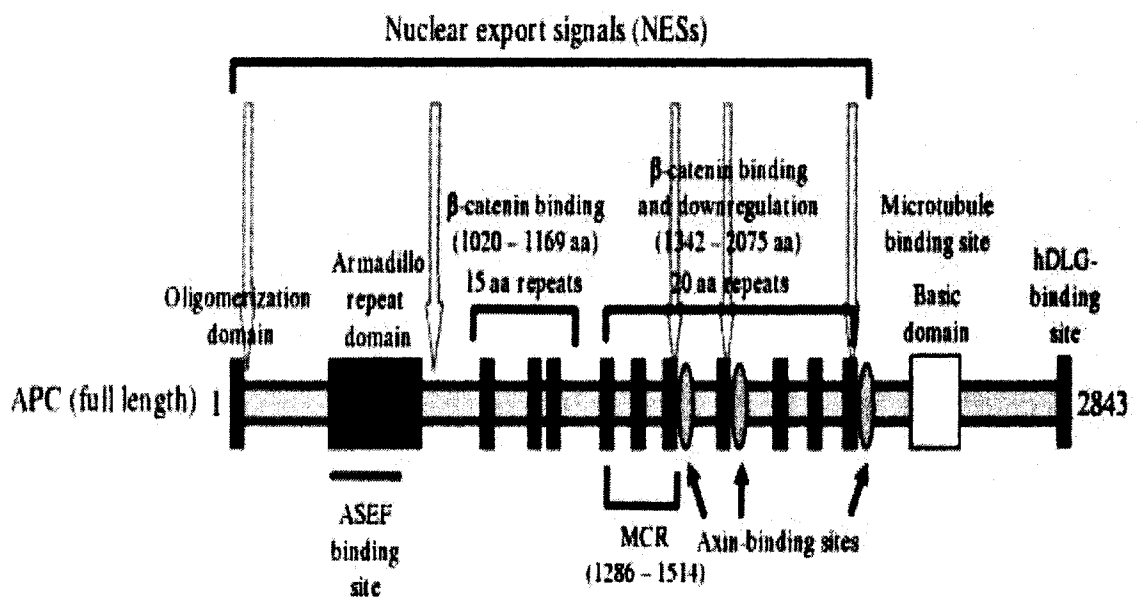 Nuclear export signals (NESs)
β-catenin binding
and downregulation
(1342 – 2075 aa)
20 aa repeats
β-catenin binding
(1020 – 1169 aa)
15 aa repeats
Microtubule
binding site
Basic
domain
hDLG-
binding
site
Armadillo
repeat
domain
Oligomerization
domain
APC (full length) 1
2843
ASEF
binding
site
MCR
(1286 – 1514)
Axin-binding sites